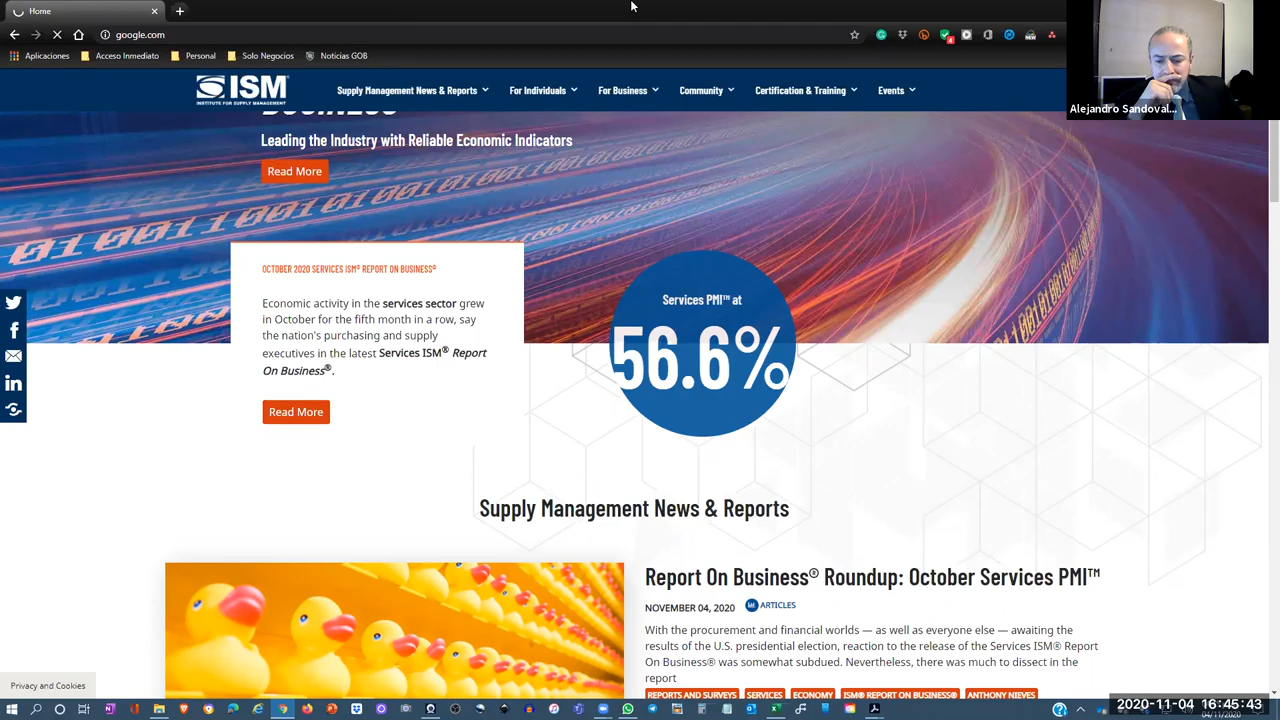 Home
google.com
Aplicaciones
Acceso Inmediato
Personal
Solo Negocios
Noticias GOB
ISM
INSTITUTE FOR SUPPLY MANAGEMENT
Supply Management News & Reports
For Individuals
For Business
Community
Certification & Training
Events
Alejandro Sandoval...
BUSINESS
Leading the Industry with Reliable Economic Indicators
Read More
OCTOBER 2020 SERVICES ISM® REPORT ON BUSINESS®
Economic activity in the services sector grew
in October for the fifth month in a row, say
the nation's purchasing and supply
executives in the latest Services ISM® Report
On Business®.
Read More
Services PMI™ at
56.6%
Supply Management News & Reports
Report On Business® Roundup: October Services PMI™
NOVEMBER 04, 2020
ARTICLES
With the procurement and financial worlds — as well as everyone else — awaiting the
results of the U.S. presidential election, reaction to the release of the Services ISM® Report
On Business® was somewhat subdued. Nevertheless, there was much to dissect in the
report
REPORTS AND SURVEYS
SERVICES
ECONOMY
ISM® REPORT ON BUSINESS®
ANTHONY NIEVES
Privacy and Cookies
2020-11-04 16:45:43
04/11/2020